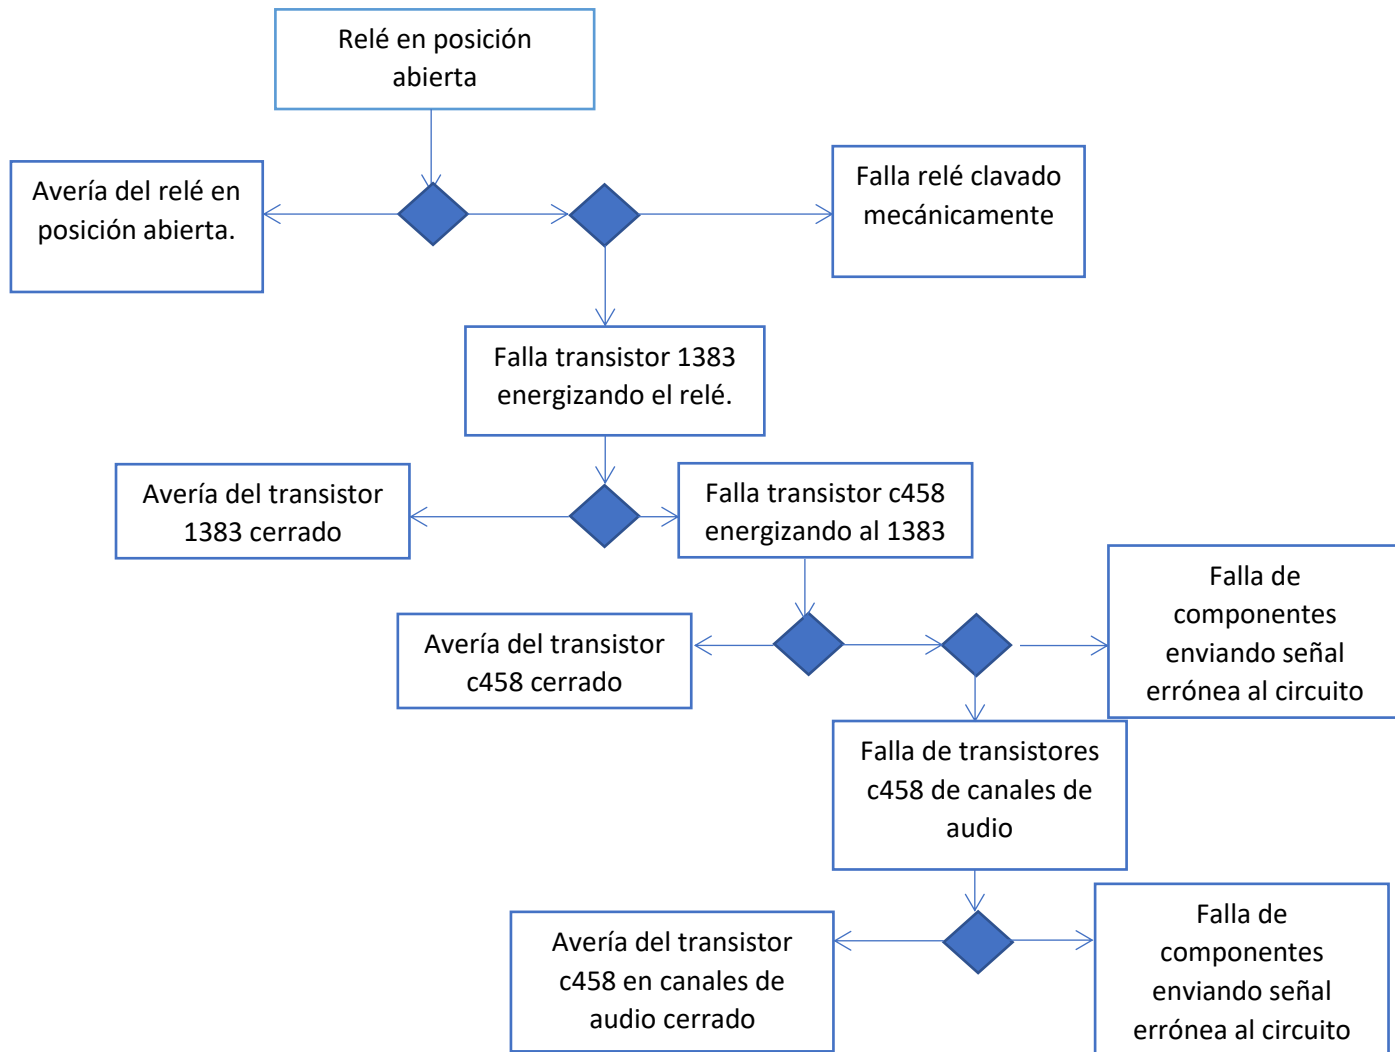 Relé en posición
abierta
Avería del relé en
posición abierta.
Falla relé clavado
mecánicamente
Falla transistor 1383
energizando el relé.
Avería del transistor
1383 cerrado
Falla transistor c458
energizando al 1383
Avería del transistor
c458 cerrado
Falla de
componentes
enviando señal
errónea al circuito
Falla de transistores
c458 de canales de
audio
Avería del transistor
c458 en canales de
audio cerrado
Falla de
componentes
enviando señal
errónea al circuito